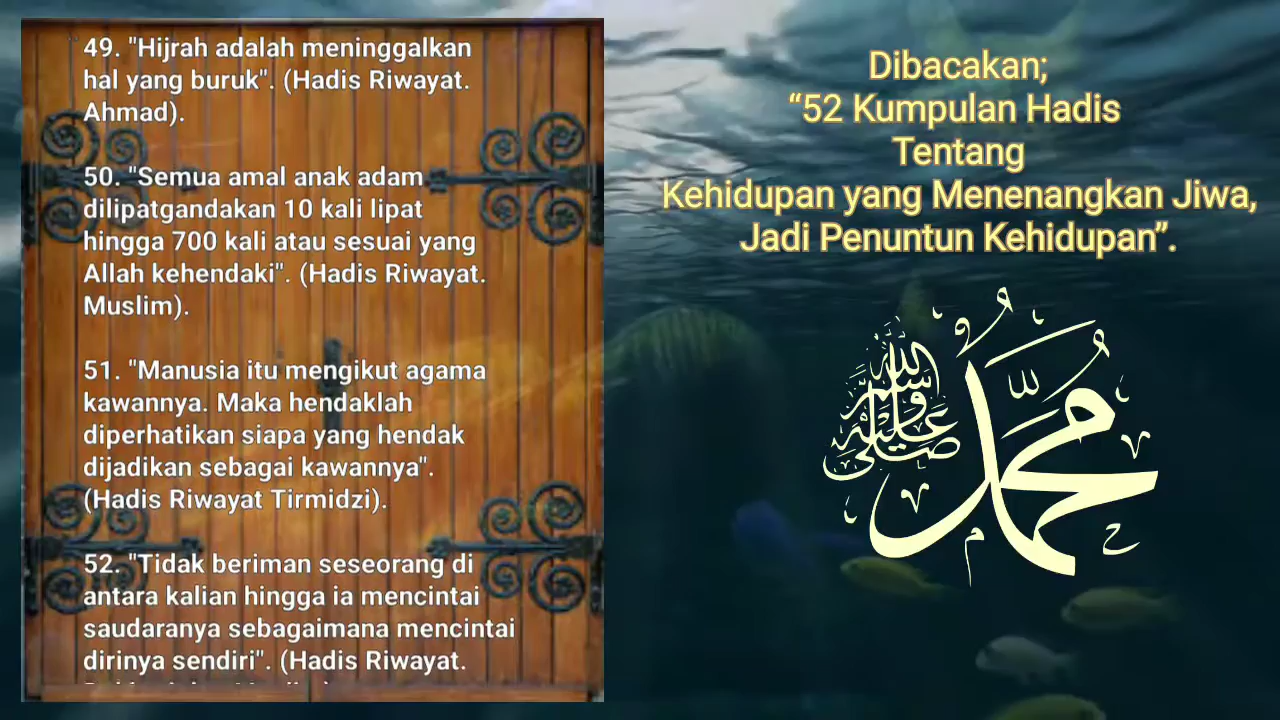 49. "Hijrah adalah meninggalkan
hal yang buruk". (Hadis Riwayat.
Ahmad).
50. "Semua amal anak adam
dilipatgandakan 10 kali lipat
hingga 700 kali atau sesuai yang
Allah kehendaki". (Hadis Riwayat.
Muslim).
51. "Manusia itu mengikut agama
kawannya. Maka hendaklah
diperhatikan siapa yang hendak
dijadikan sebagai kawannya".
(Hadis Riwayat Tirmidzi).
52. "Tidak beriman seseorang di
antara kalian hingga ia mencintai
saudaranya sebagaimana mencintai
dirinya sendiri". (Hadis Riwayat.
Dibacakan;
“52 Kumpulan Hadis
Tentang
Kehidupan yang Menenangkan Jiwa,
Jadi Penuntun Kehidupan”.
محمد
صلى الله عليه وسلم